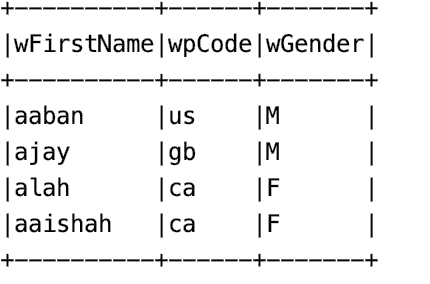 +----------+------+-------+
|wFirstName|wpCode|wGender|
+----------+------+-------+
|aaban     |us    |M      |
|ajay      |gb    |M      |
|alah      |ca    |F      |
|aaishah   |ca    |F      |
+----------+------+-------+